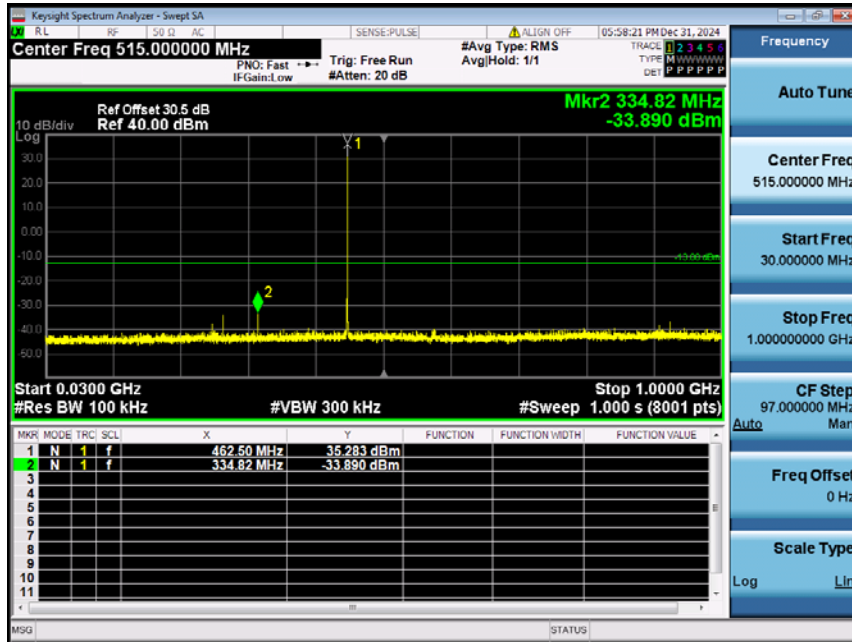 Keysight Spectrum Analyzer - Swept SA
RL RF 50 Ω AC SENSE:PULSE ALIGN OFF 05:58:21 PM Dec 31, 2024
Center Freq 515.000000 MHz
PNO: Fast
IFGain:Low
Trig: Free Run
#Atten: 20 dB
#Avg Type: RMS
Avg|Hold: 1/1
TRACE 1 2 3 4 5 6
TYPE M W W W W W
DET P P P P P P
Ref Offset 30.5 dB
Ref 40.00 dBm
10 dB/div
Log
Mkr2 334.82 MHz
-33.890 dBm
30.0
20.0
10.0
0.00
-10.0
-20.0
-30.0
-40.0
-50.0
1
2
-13.00 dBm
Start 0.0300 GHz Stop 1.0000 GHz
#Res BW 100 kHz #VBW 300 kHz #Sweep 1.000 s (8001 pts)
MKR MODE TRC SCL X Y FUNCTION FUNCTION WIDTH FUNCTION VALUE
1 N 1 f 462.50 MHz 35.283 dBm
2 N 1 f 334.82 MHz -33.890 dBm
3
4
5
6
7
8
9
10
11
MSG STATUS
Frequency
Auto Tune
Center Freq
515.000000 MHz
Start Freq
30.000000 MHz
Stop Freq
1.000000000 GHz
CF Step
97.000000 MHz
Auto Man
Freq Offset
0 Hz
Scale Type
Log Lin